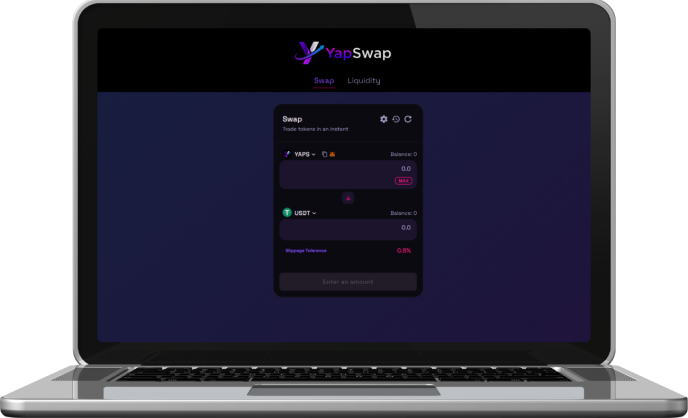 YapSwap
Swap Liquidity
Swap
Trade tokens in an instant
YAPS Balance: 0
0.0
MAX
USDT Balance: 0
0.0
Slippage Tolerance 0.5%
Enter an amount